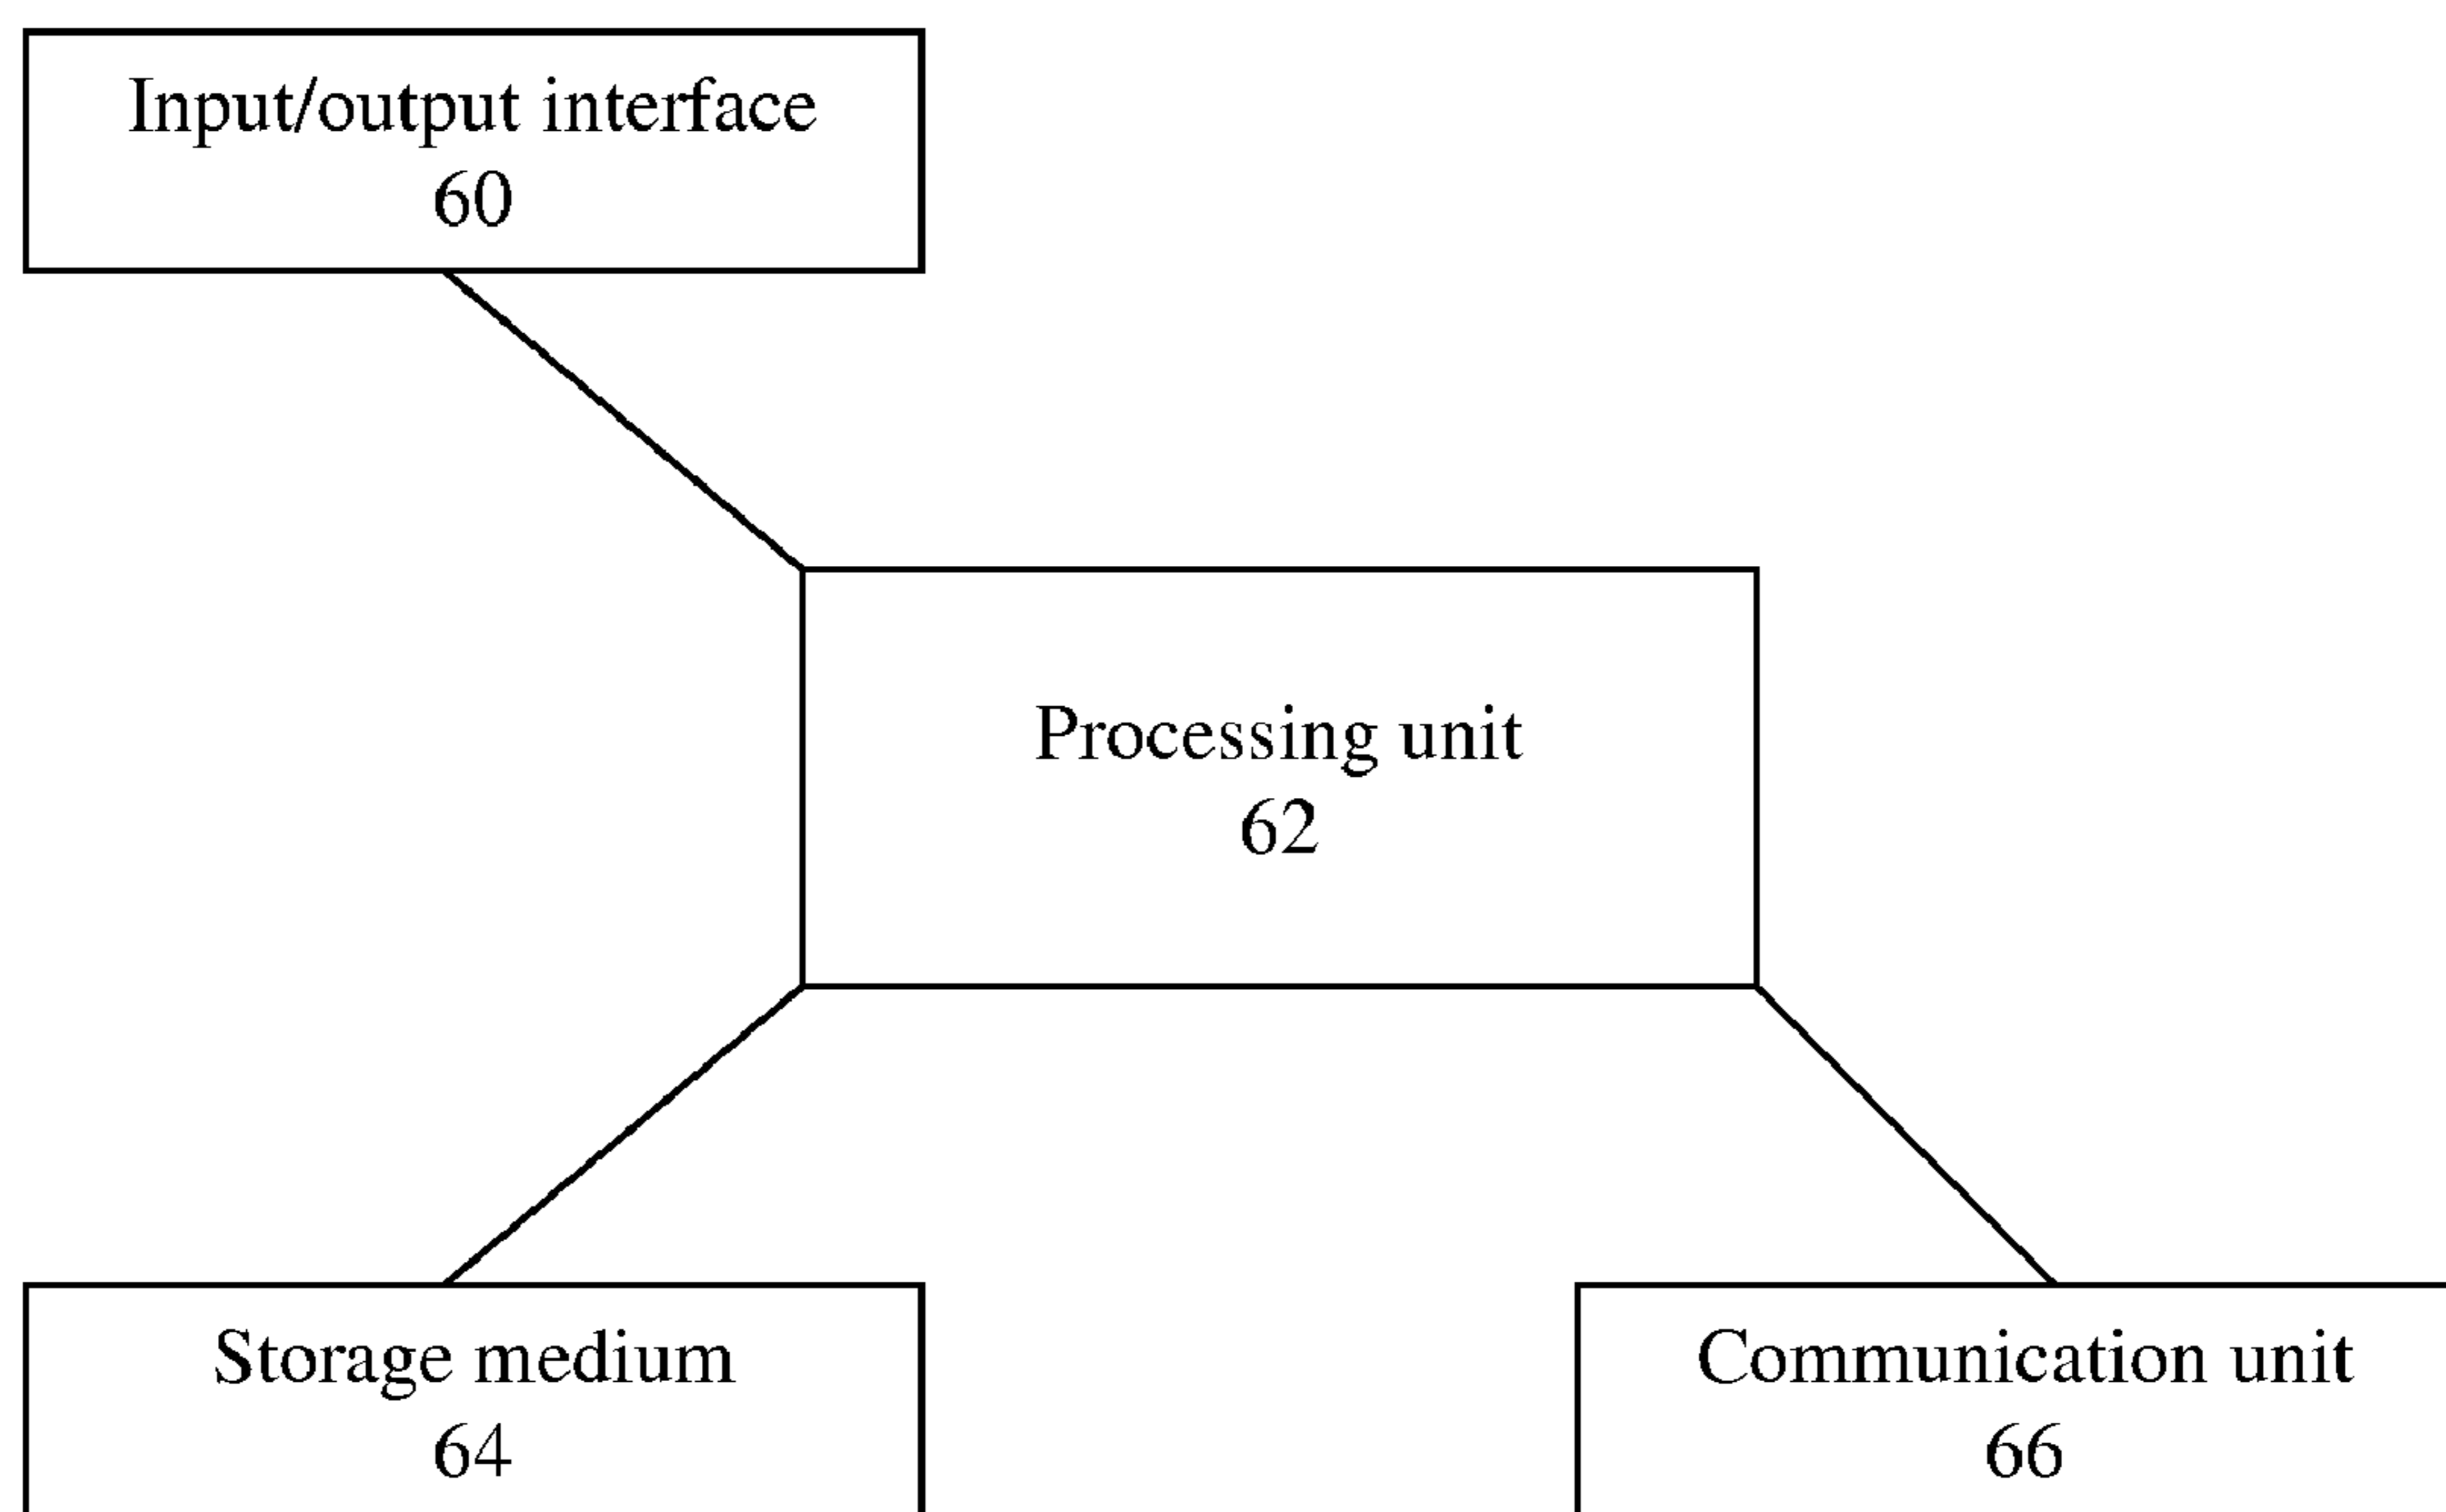 Input/output interface
60
Processing unit
62
Storage medium
64
Communication unit
66